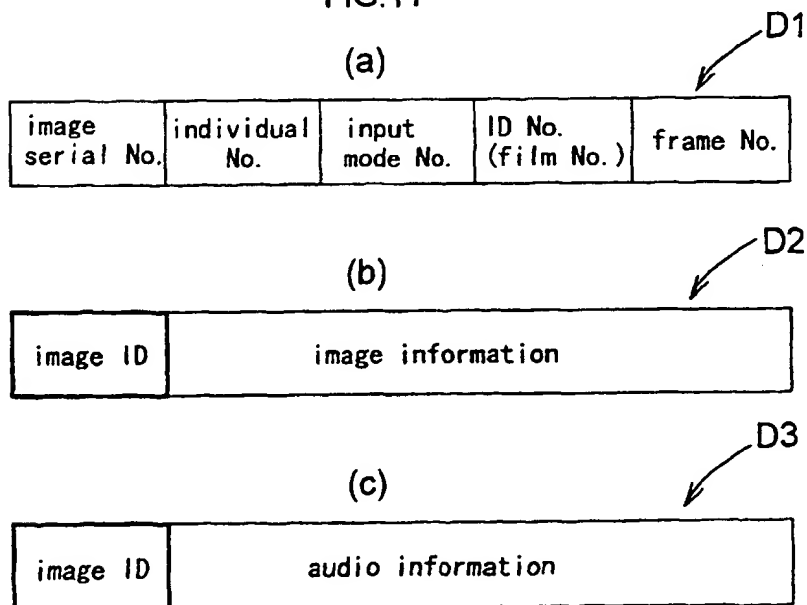 D1
(a)
image serial No. individual No. input mode No. ID No. (film No.) frame No.
D2
(b)
image ID image information
D3
(c)
image ID audio information